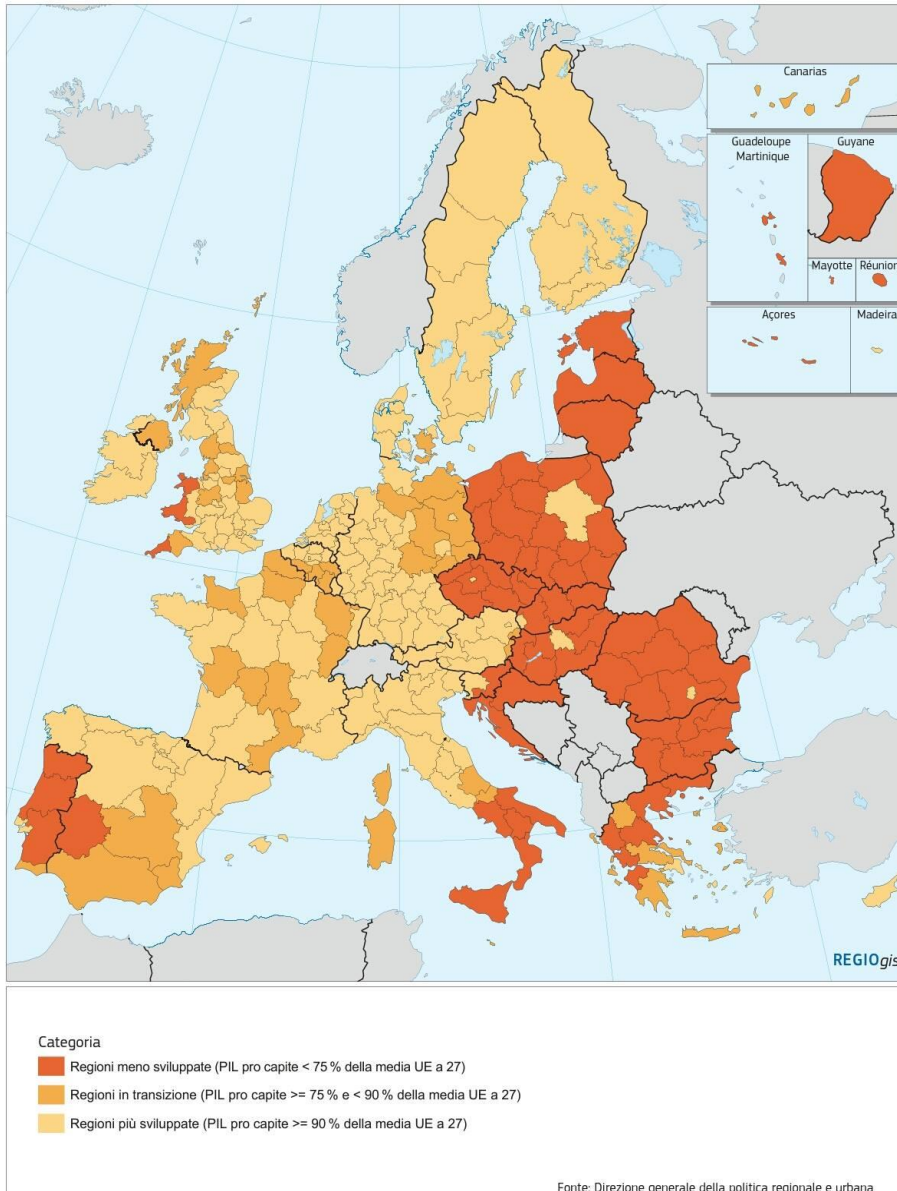 Canarias
Guadeloupe
Martinique
Guyane
Mayotte
Réunion
Açores
Madeira
REGIOgis
Categoria
Regioni meno sviluppate (PIL pro capite < 75 % della media UE a 27)
Regioni in transizione (PIL pro capite >= 75 % e < 90 % della media UE a 27)
Regioni più sviluppate (PIL pro capite >= 90 % della media UE a 27)
Fonte: Direzione generale della politica regionale e urbana